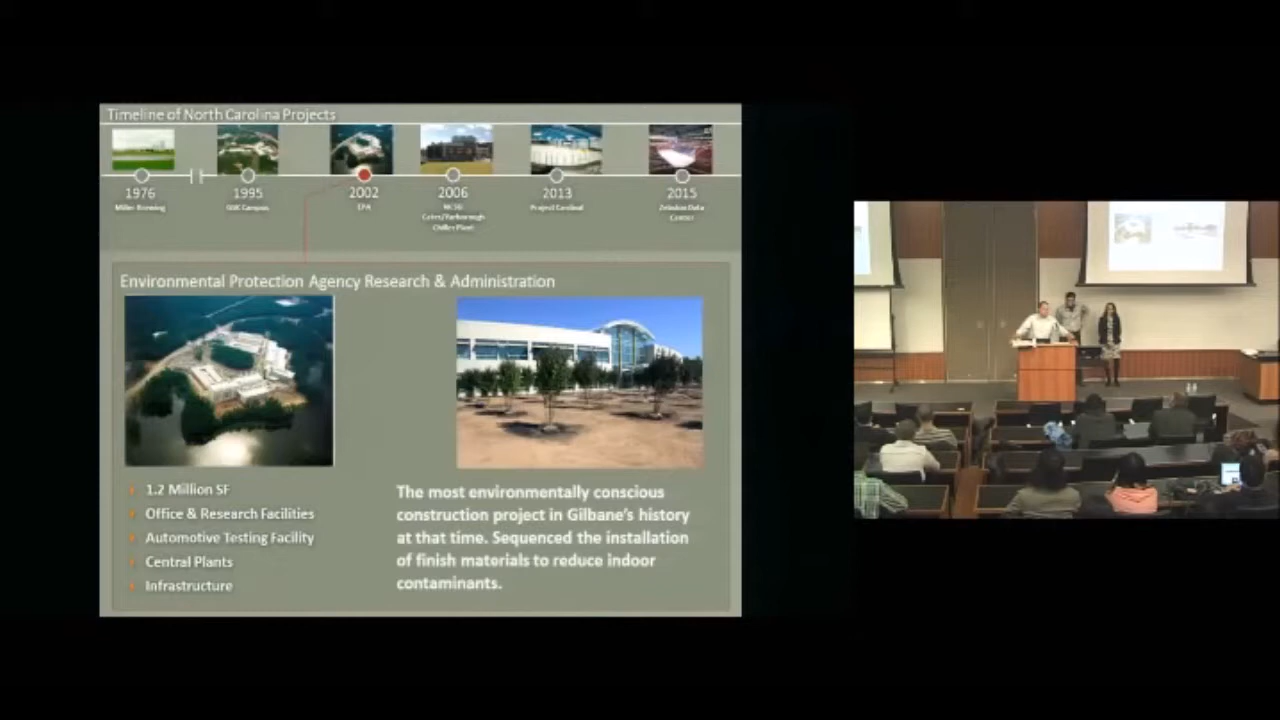 Timeline of North Carolina Projects
1976
1995
2002
2006
2013
2015
Miller Brewing
GSK Campus
EPA
Project Cardinal
Chiller Plant
Center
Environmental Protection Agency Research & Administration
1.2 Million SF
Office & Research Facilities
Automotive Testing Facility
Central Plants
Infrastructure
The most environmentally conscious
construction project in Gilbane's history
at that time. Sequenced the installation
of finish materials to reduce indoor
contaminants.